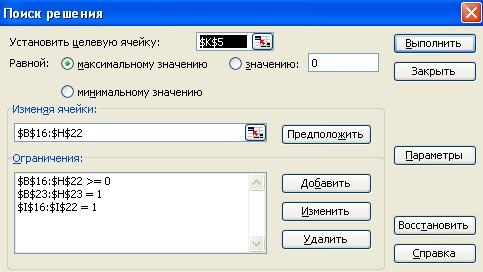 Поиск решения
Установить целевую ячейку: $K$5 Выполнить
Равной: максимальному значению значению: 0 Закрыть
минимальному значению
Изменяя ячейки:
$B$16:$H$22 Предположить
Ограничения: Параметры
$B$16:$H$22 >= 0 Добавить
$B$23:$H$23 = 1
$I$16:$I$22 = 1 Изменить
Восстановить
Удалить
Справка